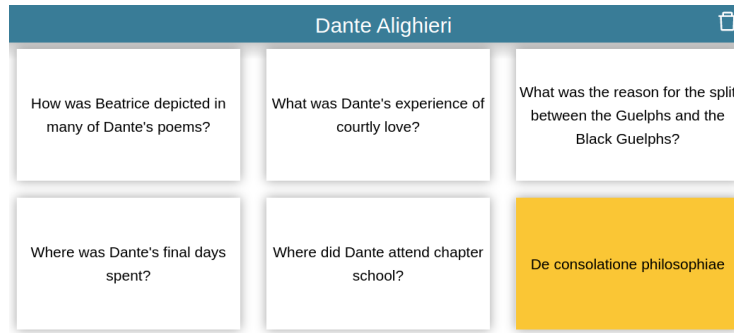 Dante Alighieri
How was Beatrice depicted in
many of Dante's poems?
What was Dante's experience of
courtly love?
What was the reason for the split
between the Guelphs and the
Black Guelphs?
Where was Dante's final days
spent?
Where did Dante attend chapter
school?
De consolatione philosophiae